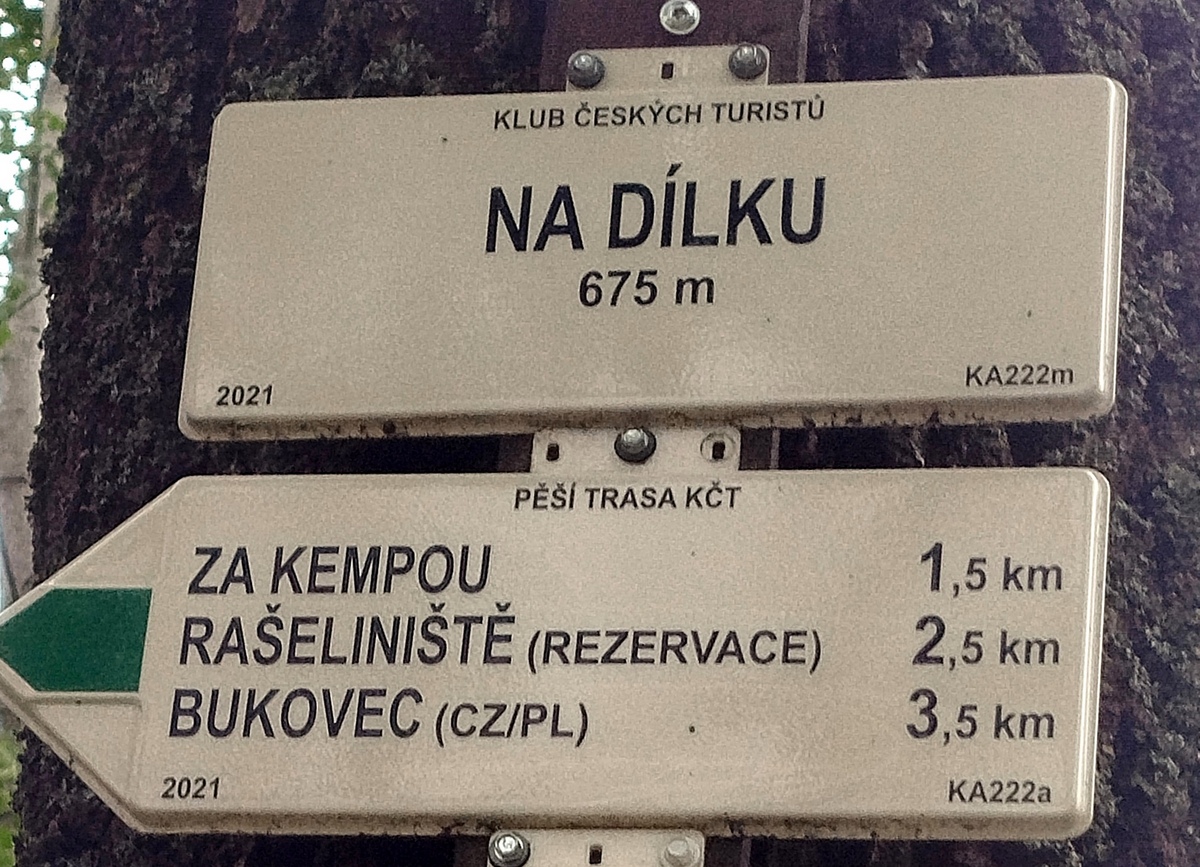 KLUB ČESKÝCH TURISTŮ
NA DÍLKU
675 m
2021 KA222m
PĚŠÍ TRASA KČT
ZA KEMPOU 1,5 km
RAŠELINIŠTĚ (REZERVACE) 2,5 km
BUKOVEC (CZ/PL) 3,5 km
2021 KA222a